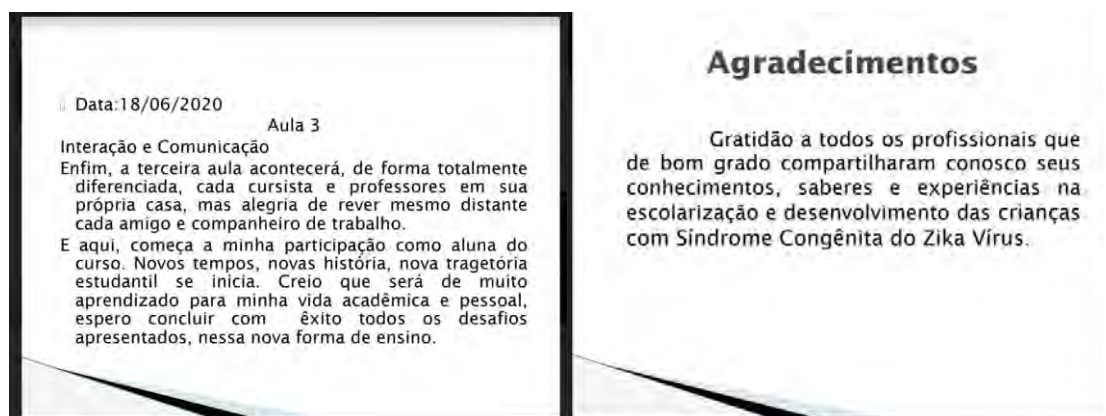 Data:18/06/2020
Aula 3
Interação e Comunicação
Enfim, a terceira aula acontecerá, de forma totalmente
diferenciada, cada cursista e professores em sua
própria casa, mas alegria de rever mesmo distante
cada amigo e companheiro de trabalho.
E aqui, começa a minha participação como aluna do
curso. Novos tempos, novas história, nova tragetória
estudantil se inicia. Creio que será de muito
aprendizado para minha vida acadêmica e pessoal,
espero concluir com êxito todos os desafios
apresentados, nessa nova forma de ensino.
Agradecimentos
Gratidão a todos os profissionais que
de bom grado compartilharam conosco seus
conhecimentos, saberes e experiências na
escolarização e desenvolvimento das crianças
com Síndrome Congênita do Zika Vírus.